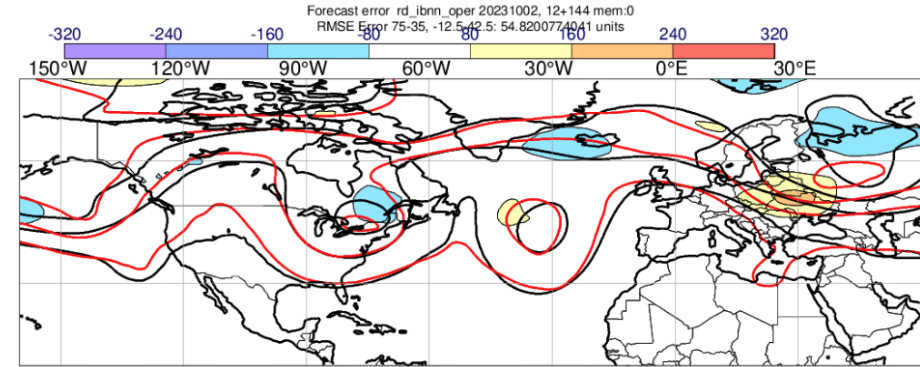 Forecast error rd_ibnn_oper 20231002, 12+144 mem:0
RMSE Error 75-35, -12.5-42.5: 54.8200774041 units
-320 -240 -160 -80 80 160 240 320
150°W 120°W 90°W 60°W 30°W 0°E 30°E